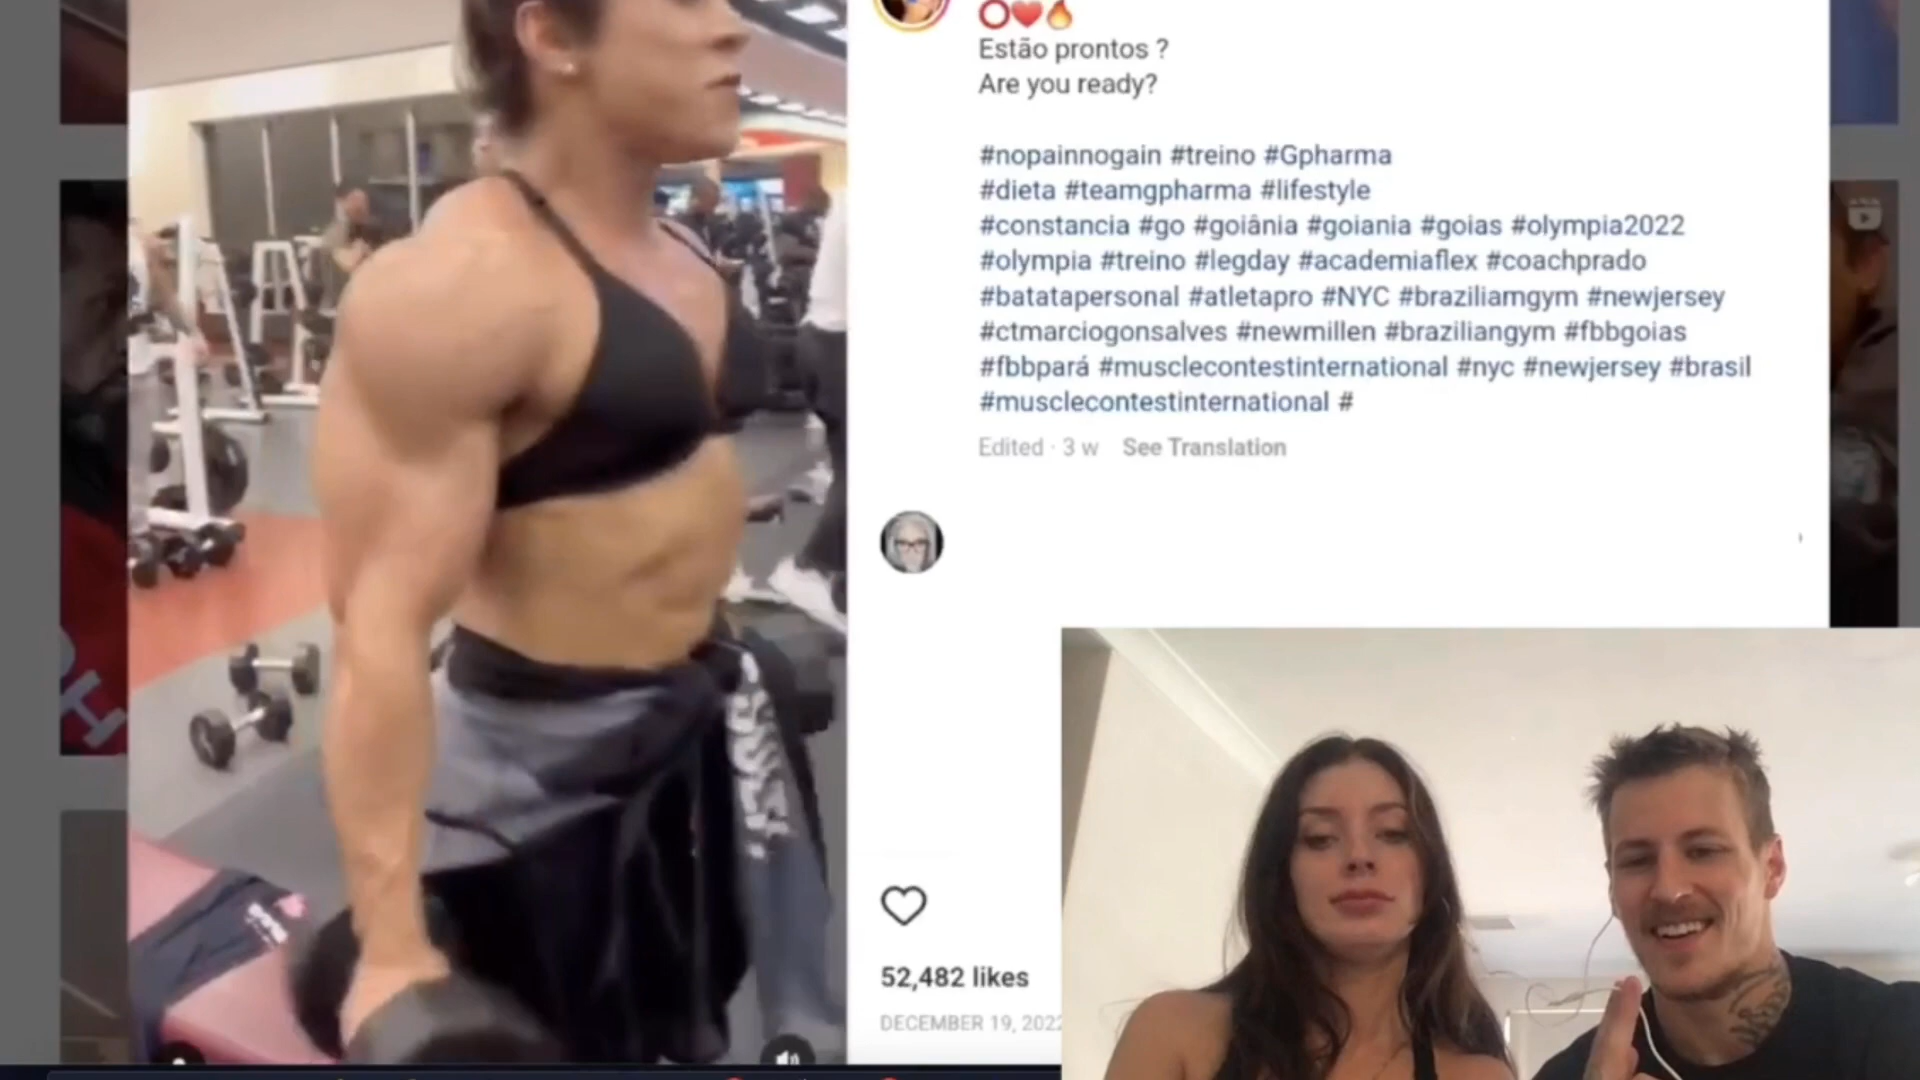 Estão prontos ?
Are you ready?
#nopainnogain #treino #Gpharma
#dieta #teamgpharma #lifestyle
#constancia #go #goiânia #goiania #goias #olympia2022
#olympia #treino #legday #academiaflex #coachprado
#batatapersonal #atletapro #NYC #braziliamgym #newjersey
#ctmarciogonsalves #newmillen #braziliangym #fbbgoias
#fbbpará #musclecontestinternational #nyc #newjersey #brasil
#musclecontestinternational #
Edited · 3 w See Translation
52,482 likes
DECEMBER 19, 2022